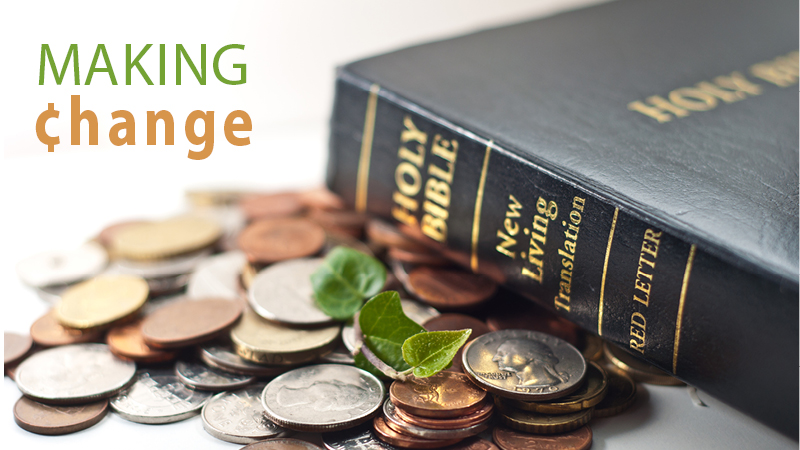 MAKING
¢hange
HOLY
BIBLE
New
Living
Translation
RED LETTER
HOLY